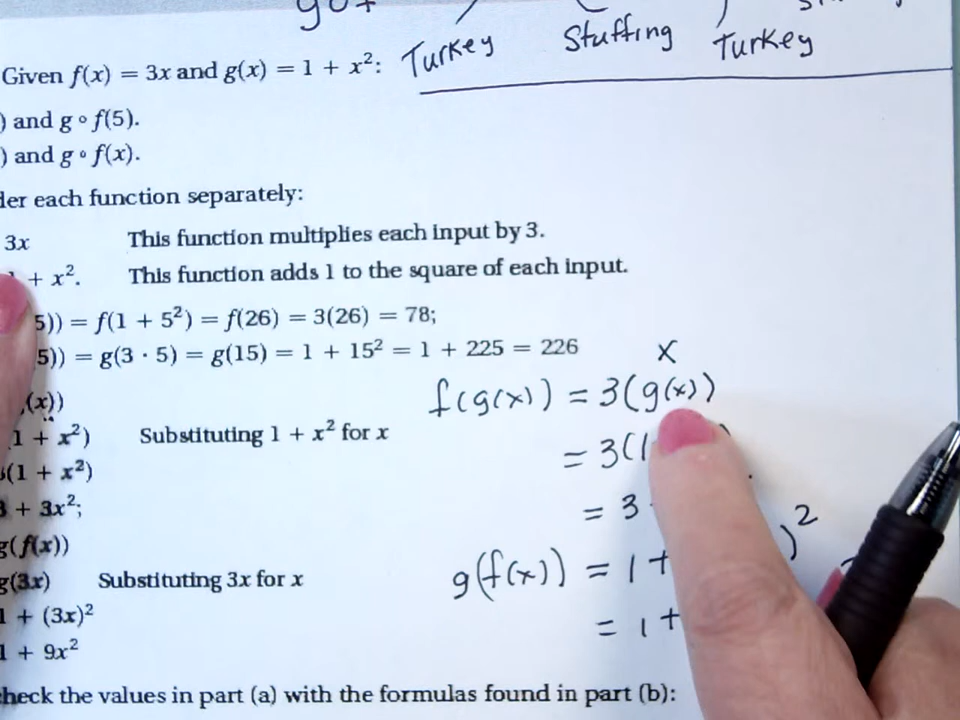 Turkey Stuffing Turkey
Given f(x) = 3x and g(x) = 1 + x²:
) and g ∘ f(5).
) and g ∘ f(x).
der each function separately:
3x This function multiplies each input by 3.
+ x². This function adds 1 to the square of each input.
5)) = f(1 + 5²) = f(26) = 3(26) = 78;
5)) = g(3 · 5) = g(15) = 1 + 15² = 1 + 225 = 226
x
f(g(x)) = 3(g(x))
(x))
1 + x²) Substituting 1 + x² for x
= 3(1
(1 + x²)
+ 3x²;
= 3
g(f(x))
g(f(x)) = 1 + )²
g(3x) Substituting 3x for x
1 + (3x)²
= 1 +
1 + 9x²
check the values in part (a) with the formulas found in part (b):